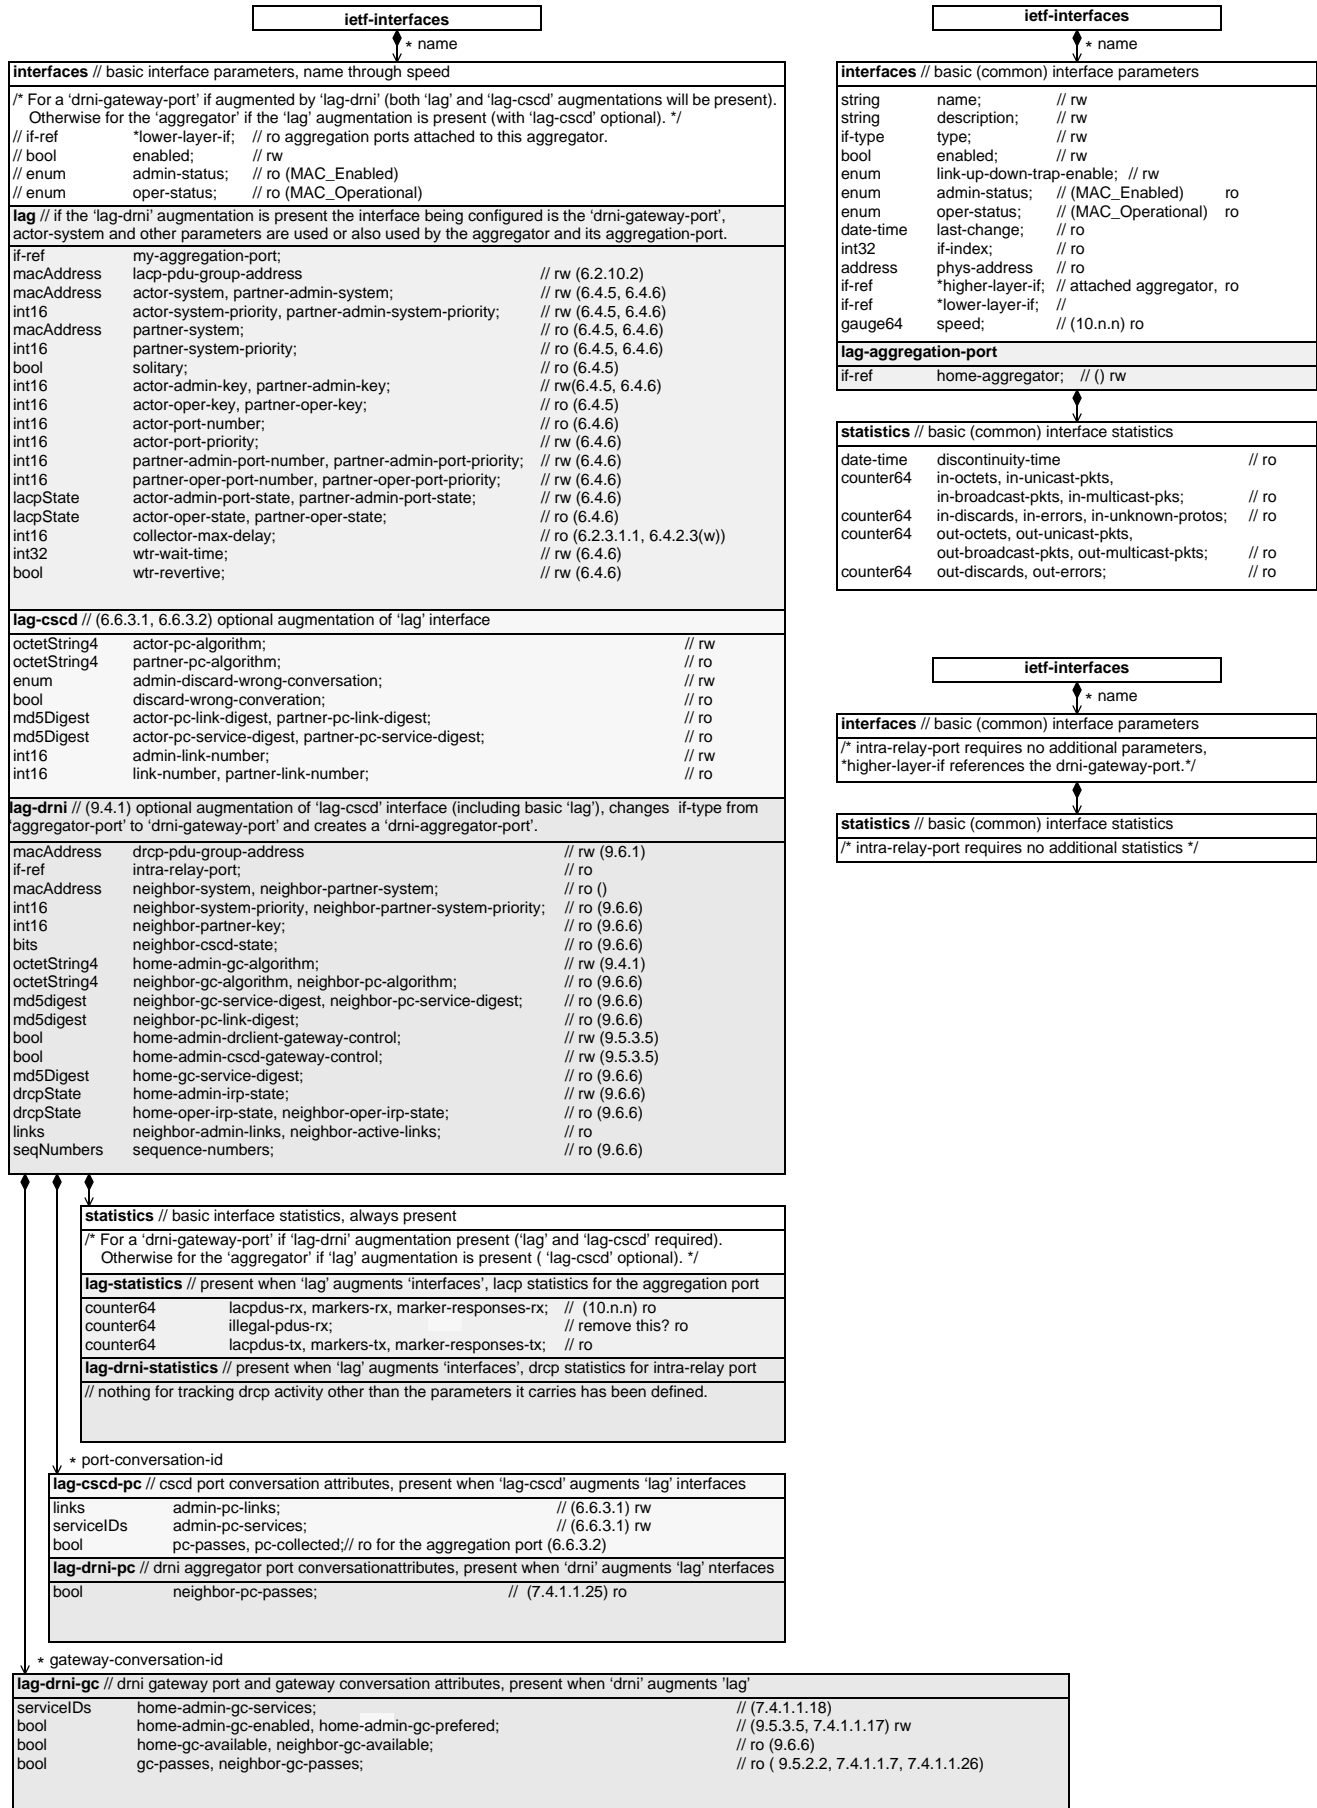 ietf-interfaces
* name
interfaces // basic interface parameters, name through speed
/* For a ‘drni-gateway-port’ if augmented by ‘lag-drni’ (both ‘lag’ and ‘lag-cscd’ augmentations will be present).
Otherwise for the ‘aggregator’ if the ‘lag’ augmentation is present (with ‘lag-cscd’ optional). */
// if-ref *lower-layer-if; // ro aggregation ports attached to this aggregator.
// bool enabled; // rw
// enum admin-status; // ro (MAC_Enabled)
// enum oper-status; // ro (MAC_Operational)
lag // if the ‘lag-drni’ augmentation is present the interface being configured is the ‘drni-gateway-port’,
actor-system and other parameters are used or also used by the aggregator and its aggregation-port.
if-ref my-aggregation-port;
macAddress lacp-pdu-group-address // rw (6.2.10.2)
macAddress actor-system, partner-admin-system; // rw (6.4.5, 6.4.6)
int16 actor-system-priority, partner-admin-system-priority; // rw (6.4.5, 6.4.6)
macAddress partner-system; // ro (6.4.5, 6.4.6)
int16 partner-system-priority; // ro (6.4.5, 6.4.6)
bool solitary; // ro (6.4.5)
int16 actor-admin-key, partner-admin-key; // rw(6.4.5, 6.4.6)
int16 actor-oper-key, partner-oper-key; // ro (6.4.5)
int16 actor-port-number; // ro (6.4.6)
int16 actor-port-priority; // rw (6.4.6)
int16 partner-admin-port-number, partner-admin-port-priority; // rw (6.4.6)
int16 partner-oper-port-number, partner-oper-port-priority; // rw (6.4.6)
lacpState actor-admin-port-state, partner-admin-port-state; // rw (6.4.6)
lacpState actor-oper-state, partner-oper-state; // ro (6.4.6)
int16 collector-max-delay; // ro (6.2.3.1.1, 6.4.2.3(w))
int32 wtr-wait-time; // rw (6.4.6)
bool wtr-revertive; // rw (6.4.6)
lag-cscd // (6.6.3.1, 6.6.3.2) optional augmentation of ‘lag’ interface
octetString4 actor-pc-algorithm; // rw
octetString4 partner-pc-algorithm; // ro
enum admin-discard-wrong-conversation; // rw
bool discard-wrong-converation; // ro
md5Digest actor-pc-link-digest, partner-pc-link-digest; // ro
md5Digest actor-pc-service-digest, partner-pc-service-digest; // ro
int16 admin-link-number; // rw
int16 link-number, partner-link-number; // ro
lag-drni // (9.4.1) optional augmentation of ‘lag-cscd’ interface (including basic ‘lag’), changes if-type from
‘aggregator-port’ to ‘drni-gateway-port’ and creates a ‘drni-aggregator-port’.
macAddress drcp-pdu-group-address // rw (9.6.1)
if-ref intra-relay-port; // ro
macAddress neighbor-system, neighbor-partner-system; // ro ()
int16 neighbor-system-priority, neighbor-partner-system-priority; // ro (9.6.6)
int16 neighbor-partner-key; // ro (9.6.6)
bits neighbor-cscd-state; // ro (9.6.6)
octetString4 home-admin-gc-algorithm; // rw (9.4.1)
octetString4 neighbor-gc-algorithm, neighbor-pc-algorithm; // ro (9.6.6)
md5digest neighbor-gc-service-digest, neighbor-pc-service-digest; // ro (9.6.6)
md5digest neighbor-pc-link-digest; // ro (9.6.6)
bool home-admin-drclient-gateway-control; // rw (9.5.3.5)
bool home-admin-cscd-gateway-control; // rw (9.5.3.5)
md5Digest home-gc-service-digest; // ro (9.6.6)
drcpState home-admin-irp-state; // rw (9.6.6)
drcpState home-oper-irp-state, neighbor-oper-irp-state; // ro (9.6.6)
links neighbor-admin-links, neighbor-active-links; // ro
seqNumbers sequence-numbers; // ro (9.6.6)
statistics // basic interface statistics, always present
/* For a ‘drni-gateway-port’ if ‘lag-drni’ augmentation present (‘lag’ and ‘lag-cscd’ required).
Otherwise for the ‘aggregator’ if ‘lag’ augmentation is present ( ‘lag-cscd’ optional). */
lag-statistics // present when ‘lag’ augments ‘interfaces’, lacp statistics for the aggregation port
counter64 lacpdus-rx, markers-rx, marker-responses-rx; // (10.n.n) ro
counter64 illegal-pdus-rx; // remove this? ro
counter64 lacpdus-tx, markers-tx, marker-responses-tx; // ro
lag-drni-statistics // present when ‘lag’ augments ‘interfaces’, drcp statistics for intra-relay port
// nothing for tracking drcp activity other than the parameters it carries has been defined.
* port-conversation-id
lag-cscd-pc // cscd port conversation attributes, present when ‘lag-cscd’ augments ‘lag’ interfaces
links admin-pc-links; // (6.6.3.1) rw
serviceIDs admin-pc-services; // (6.6.3.1) rw
bool pc-passes, pc-collected;// ro for the aggregation port (6.6.3.2)
lag-drni-pc // drni aggregator port conversationattributes, present when ‘drni’ augments ‘lag’ nterfaces
bool neighbor-pc-passes; // (7.4.1.1.25) ro
* gateway-conversation-id
lag-drni-gc // drni gateway port and gateway conversation attributes, present when ‘drni’ augments ’lag’
serviceIDs home-admin-gc-services; // (7.4.1.1.18)
bool home-admin-gc-enabled, home-admin-gc-prefered; // (9.5.3.5, 7.4.1.1.17) rw
bool home-gc-available, neighbor-gc-available; // ro (9.6.6)
bool gc-passes, neighbor-gc-passes; // ro ( 9.5.2.2, 7.4.1.1.7, 7.4.1.1.26)
ietf-interfaces
* name
interfaces // basic (common) interface parameters
string name; // rw
string description; // rw
if-type type; // rw
bool enabled; // rw
enum link-up-down-trap-enable; // rw
enum admin-status; // (MAC_Enabled) ro
enum oper-status; // (MAC_Operational) ro
date-time last-change; // ro
int32 if-index; // ro
address phys-address // ro
if-ref *higher-layer-if; // attached aggregator, ro
if-ref *lower-layer-if; //
gauge64 speed; // (10.n.n) ro
lag-aggregation-port
if-ref home-aggregator; // () rw
statistics // basic (common) interface statistics
date-time discontinuity-time // ro
counter64 in-octets, in-unicast-pkts,
in-broadcast-pkts, in-multicast-pks; // ro
counter64 in-discards, in-errors, in-unknown-protos; // ro
counter64 out-octets, out-unicast-pkts,
out-broadcast-pkts, out-multicast-pkts; // ro
counter64 out-discards, out-errors; // ro
ietf-interfaces
* name
interfaces // basic (common) interface parameters
/* intra-relay-port requires no additional parameters,
*higher-layer-if references the drni-gateway-port.*/
statistics // basic (common) interface statistics
/* intra-relay-port requires no additional statistics */